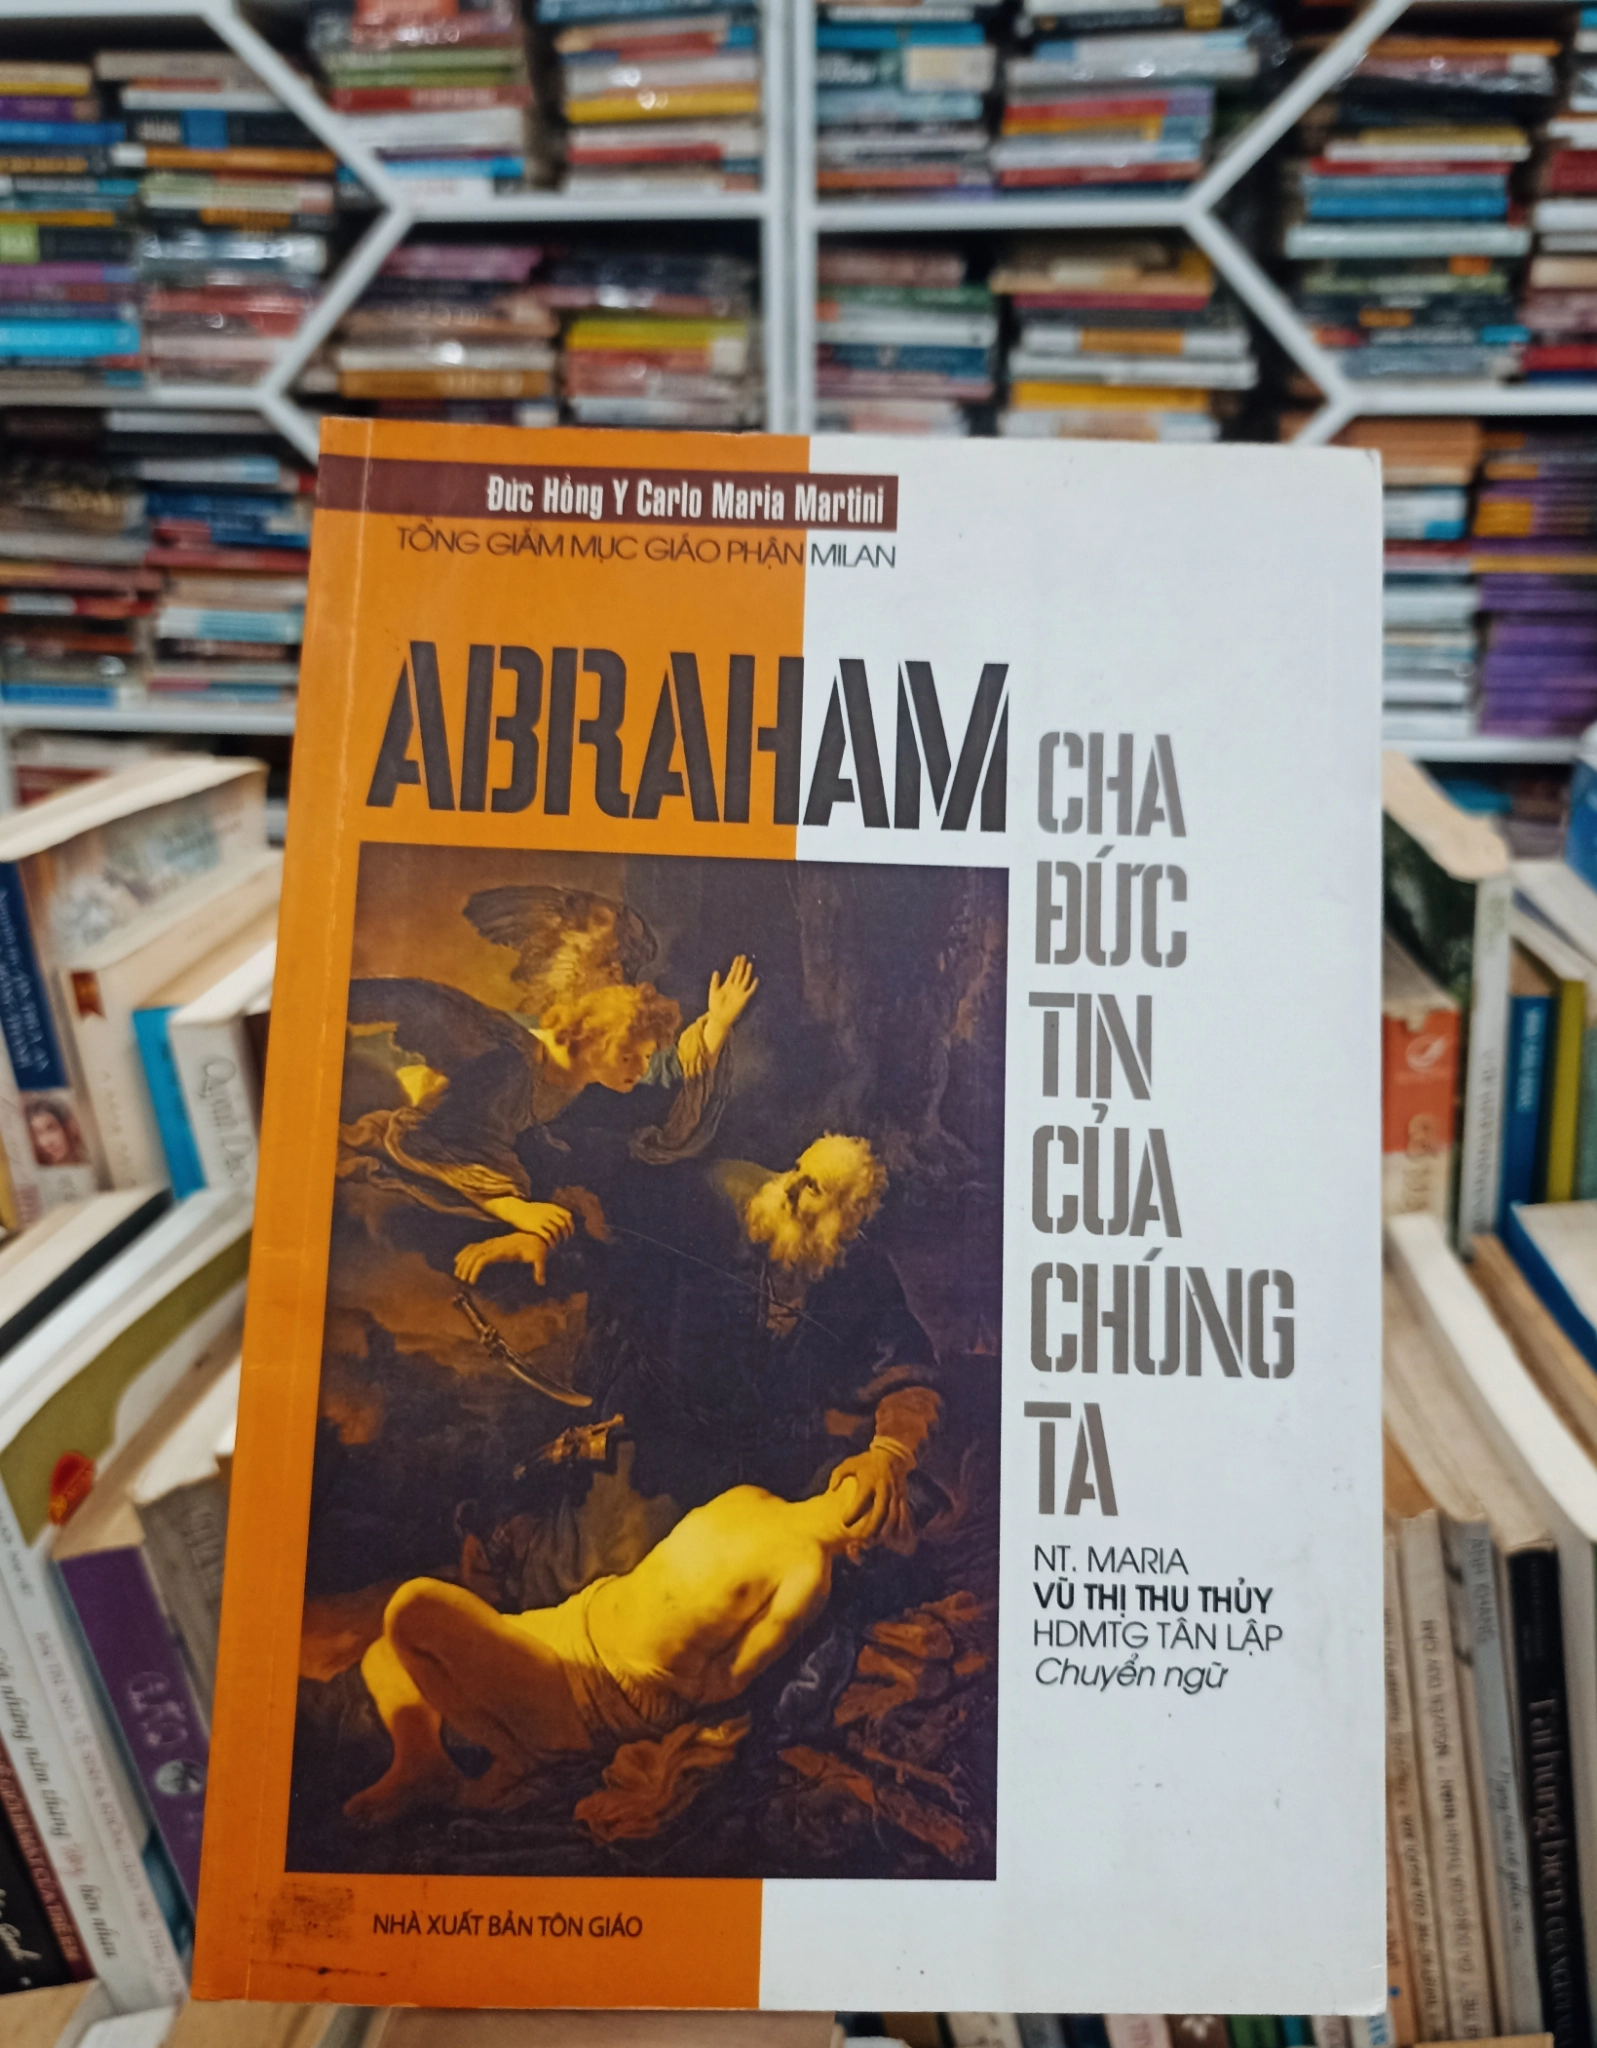 Đức Hồng Y Carlo Maria Martini
TỔNG GIÁM MỤC GIÁO PHẬN MILAN
ABRAHAM
CHA
ĐỨC
TIN
CỦA
CHÚNG
TA
NT. MARIA
VŨ THỊ THU THỦY
HDMTG TÂN LẬP
Chuyển ngữ
NHÀ XUẤT BẢN TÔN GIÁO